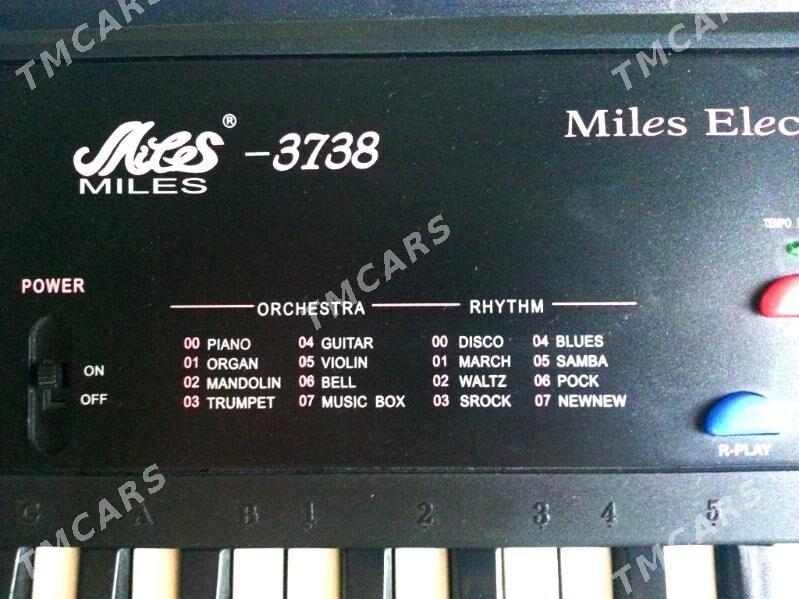 TMCARS TMCARS
Miles® -3738 Miles Elec
MILES
TMCARS
TEMPO
POWER
ORCHESTRA RHYTHM
00 PIANO 04 GUITAR 00 DISCO 04 BLUES
01 ORGAN 05 VIOLIN 01 MARCH 05 SAMBA
ON
02 MANDOLIN 06 BELL 02 WALTZ 06 POCK
OFF
03 TRUMPET 07 MUSIC BOX 03 SROCK 07 NEWNEW
R-PLAY
TMCARS TMCARS
G A B 1 2 3 4 5